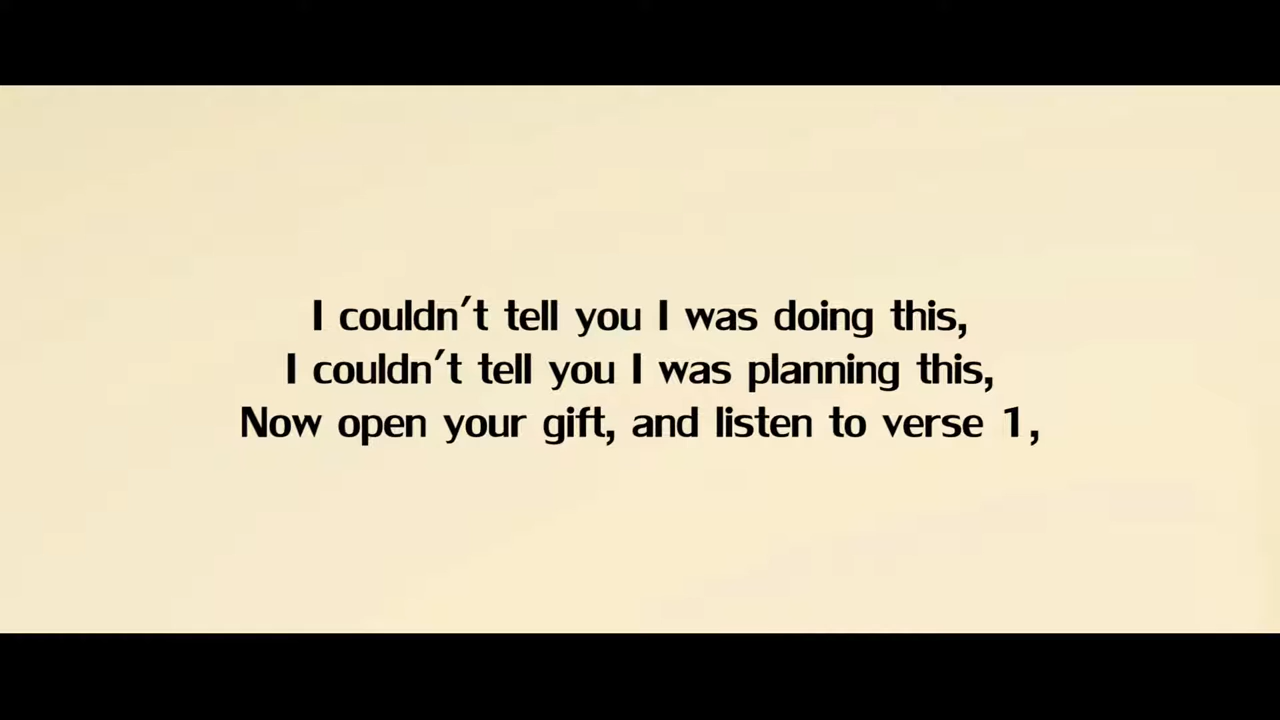 I couldn't tell you I was doing this,
I couldn't tell you I was planning this,
Now open your gift, and listen to verse 1,